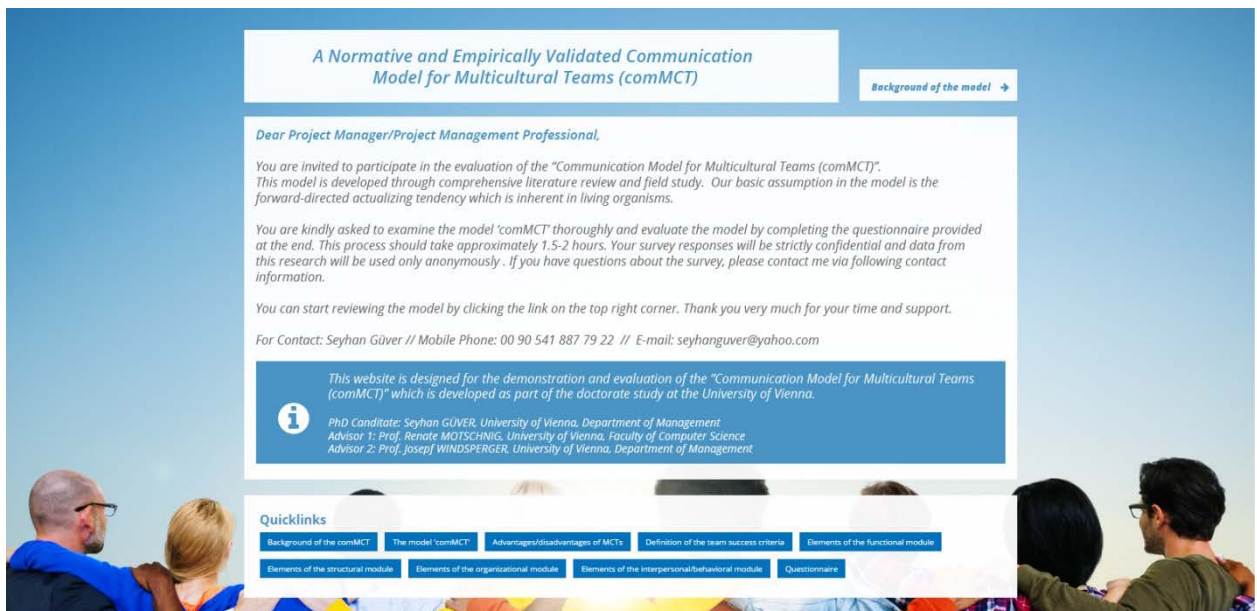 A Normative and Empirically Validated Communication
Model for Multicultural Teams (comMCT)
Background of the model
Dear Project Manager/Project Management Professional,
You are invited to participate in the evaluation of the “Communication Model for Multicultural Teams (comMCT)”.
This model is developed through comprehensive literature review and field study. Our basic assumption in the model is the
forward-directed actualizing tendency which is inherent in living organisms.
You are kindly asked to examine the model ‘comMCT’ thoroughly and evaluate the model by completing the questionnaire provided
at the end. This process should take approximately 1.5-2 hours. Your survey responses will be strictly confidential and data from
this research will be used only anonymously . If you have questions about the survey, please contact me via following contact
information.
You can start reviewing the model by clicking the link on the top right corner. Thank you very much for your time and support.
For Contact: Seyhan Güver // Mobile Phone: 00 90 541 887 79 22 // E-mail: seyhanguver@yahoo.com
This website is designed for the demonstration and evaluation of the “Communication Model for Multicultural Teams
(comMCT)” which is developed as part of the doctorate study at the University of Vienna.
PhD Canditate: Seyhan GÜVER, University of Vienna, Department of Management
Advisor 1: Prof. Renate MOTSCHNIG, University of Vienna, Faculty of Computer Science
Advisor 2: Prof. Josepf WINDSPERGER, University of Vienna, Department of Management
Quicklinks
Background of the comMCT The model ‘comMCT’ Advantages/disadvantages of MCTs Definition of the team success criteria Elements of the functional module
Elements of the structural module Elements of the organizational module Elements of the interpersonal/behavioral module Questionnaire